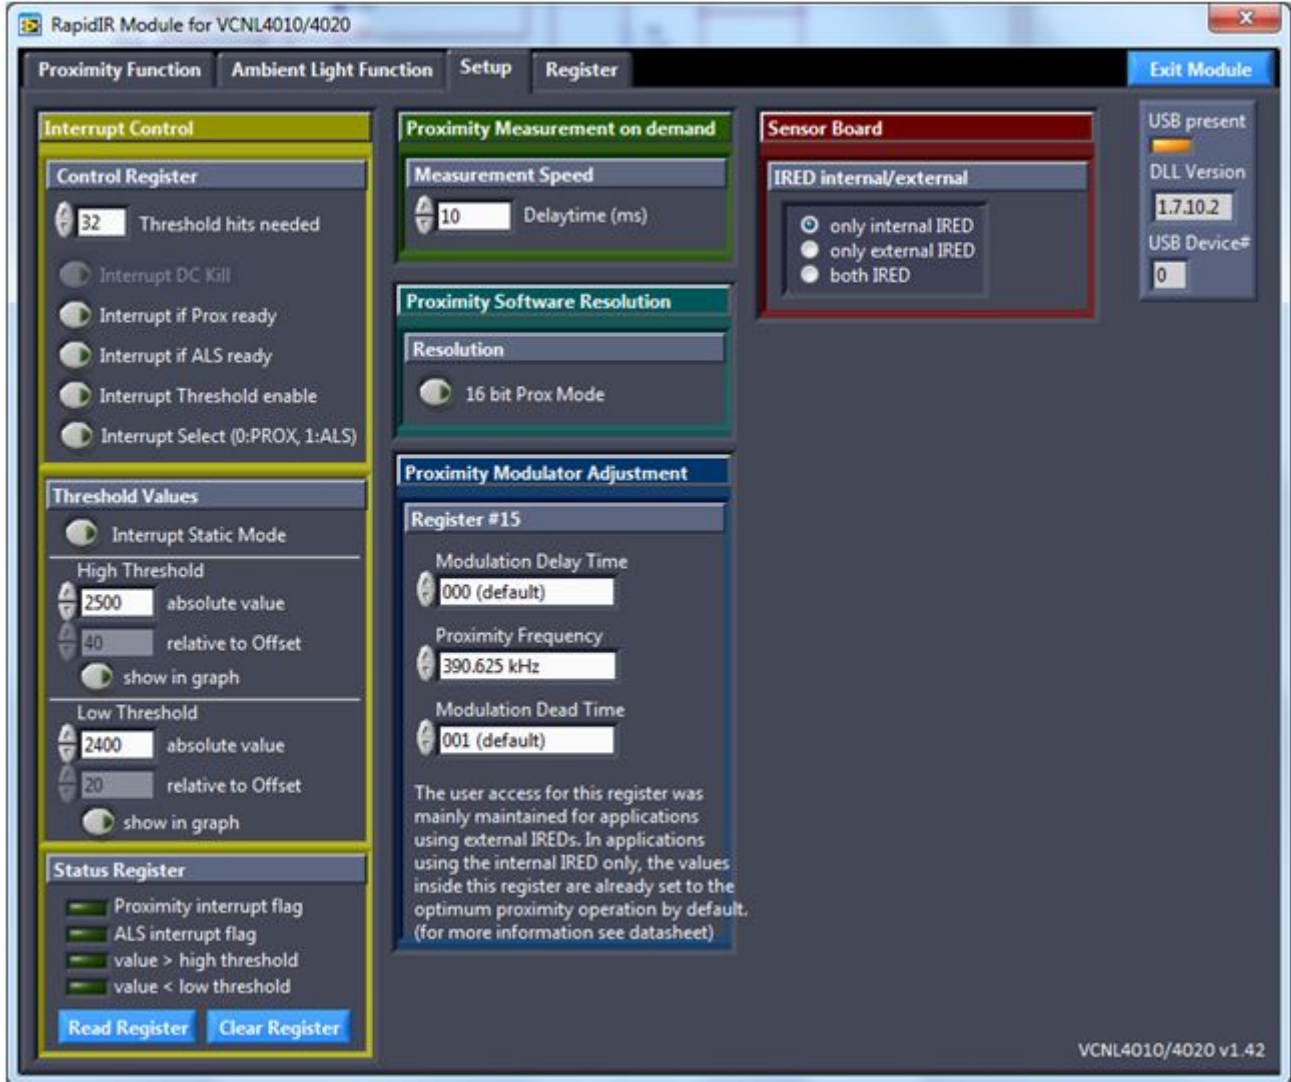 RapidIR Module for VCNL4010/4020
Proximity Function
Ambient Light Function
Setup
Register
Exit Module
Interrupt Control
Control Register
32 Threshold hits needed
Interrupt DC Kill
Interrupt if Prox ready
Interrupt if ALS ready
Interrupt Threshold enable
Interrupt Select (0:PROX, 1:ALS)
Threshold Values
Interrupt Static Mode
High Threshold
2500 absolute value
40 relative to Offset
show in graph
Low Threshold
2400 absolute value
20 relative to Offset
show in graph
Status Register
Proximity interrupt flag
ALS interrupt flag
value > high threshold
value < low threshold
Read Register
Clear Register
Proximity Measurement on demand
Measurement Speed
10 Delaytime (ms)
Proximity Software Resolution
Resolution
16 bit Prox Mode
Proximity Modulator Adjustment
Register #15
Modulation Delay Time
000 (default)
Proximity Frequency
390.625 kHz
Modulation Dead Time
001 (default)
The user access for this register was
mainly maintained for applications
using external IREDs. In applications
using the internal IRED only, the values
inside this register are already set to the
optimum proximity operation by default.
(for more information see datasheet)
Sensor Board
IRED internal/external
only internal IRED
only external IRED
both IRED
USB present
DLL Version
1.7.10.2
USB Device#
0
VCNL4010/4020 v1.42